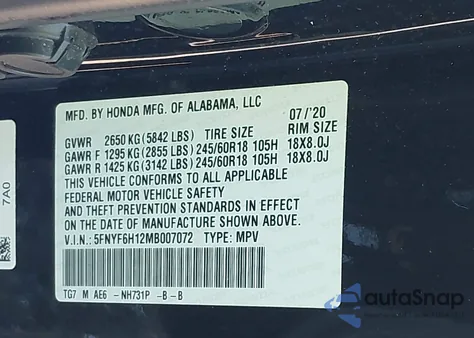 MFD. BY HONDA MFG. OF ALABAMA, LLC 07/'20
GVWR 2650 KG (5842 LBS) TIRE SIZE RIM SIZE
GAWR F 1295 KG (2855 LBS) 245/60R18 105H 18X8.0J
GAWR R 1425 KG (3142 LBS) 245/60R18 105H 18X8.0J
THIS VEHICLE CONFORMS TO ALL APPLICABLE
FEDERAL MOTOR VEHICLE SAFETY
AND THEFT PREVENTION STANDARDS IN EFFECT
ON THE DATE OF MANUFACTURE SHOWN ABOVE.
V.I.N.: 5FNYF6H12MB007072 TYPE: MPV
TG7 M AE6 -NH731P -B -B
7A0
autoSnap